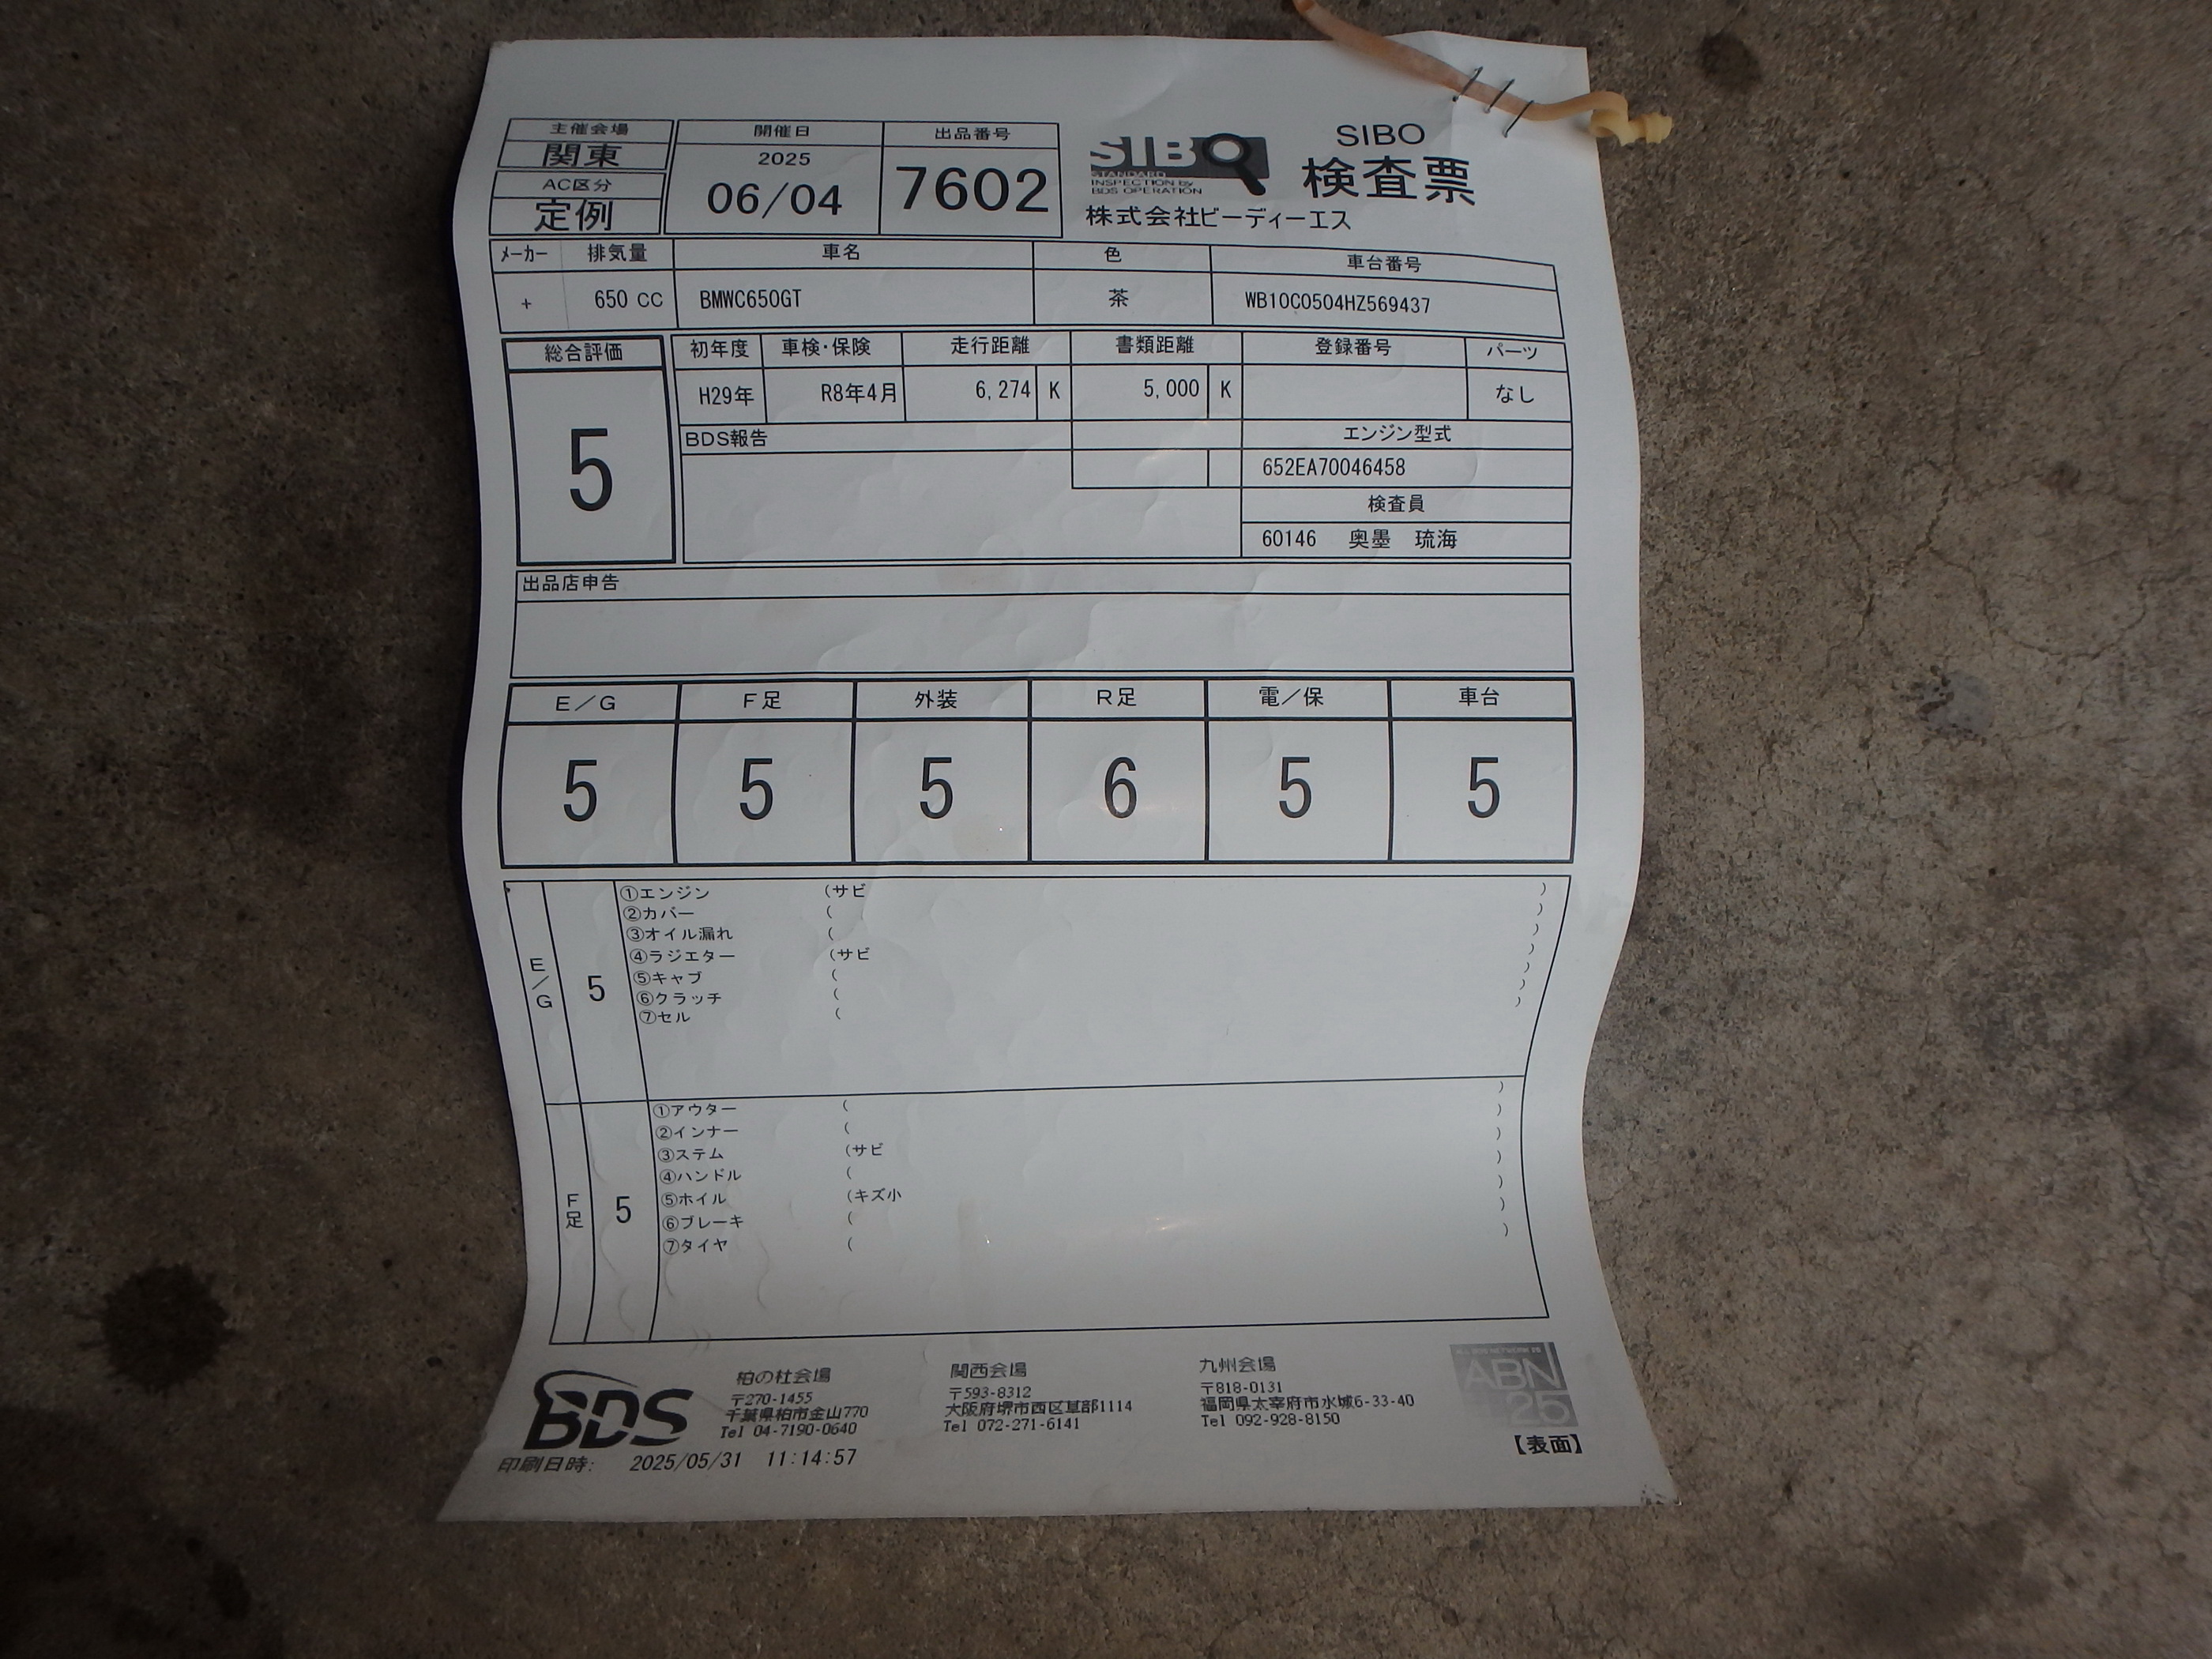 主催会場
関東
AC区分
定例
開催日
2025
06/04
出品番号
7602
SIBO
STANDARD
INSPECTION by
BDS OPERATION
SIBO
検査票
株式会社ビーディーエス
メーカー 排気量 車名 色 車台番号
+ 650 CC BMWC650GT 茶 WB10C0504HZ569437
総合評価
5
初年度 車検・保険 走行距離 書類距離 登録番号 パーツ
H29年 R8年4月 6,274 K 5,000 K なし
BDS報告
エンジン型式
652EA70046458
検査員
60146 奥墨 琉海
出品店申告
E/G F足 外装 R足 電/保 車台
5 5 5 6 5 5
E/G 5
①エンジン (サビ )
②カバー ( )
③オイル漏れ ( )
④ラジエター (サビ )
⑤キャブ ( )
⑥クラッチ ( )
⑦セル ( )
F足 5
①アウター ( )
②インナー ( )
③ステム (サビ )
④ハンドル ( )
⑤ホイル (キズ小 )
⑥ブレーキ ( )
⑦タイヤ ( )
BDS
柏の杜会場
〒270-1455
千葉県柏市金山770
Tel 04-7190-0640
関西会場
〒593-8312
大阪府堺市西区草部1114
Tel 072-271-6141
九州会場
〒818-0131
福岡県太宰府市水城6-33-40
Tel 092-928-8150
ABN
25
【表面】
印刷日時: 2025/05/31 11:14:57